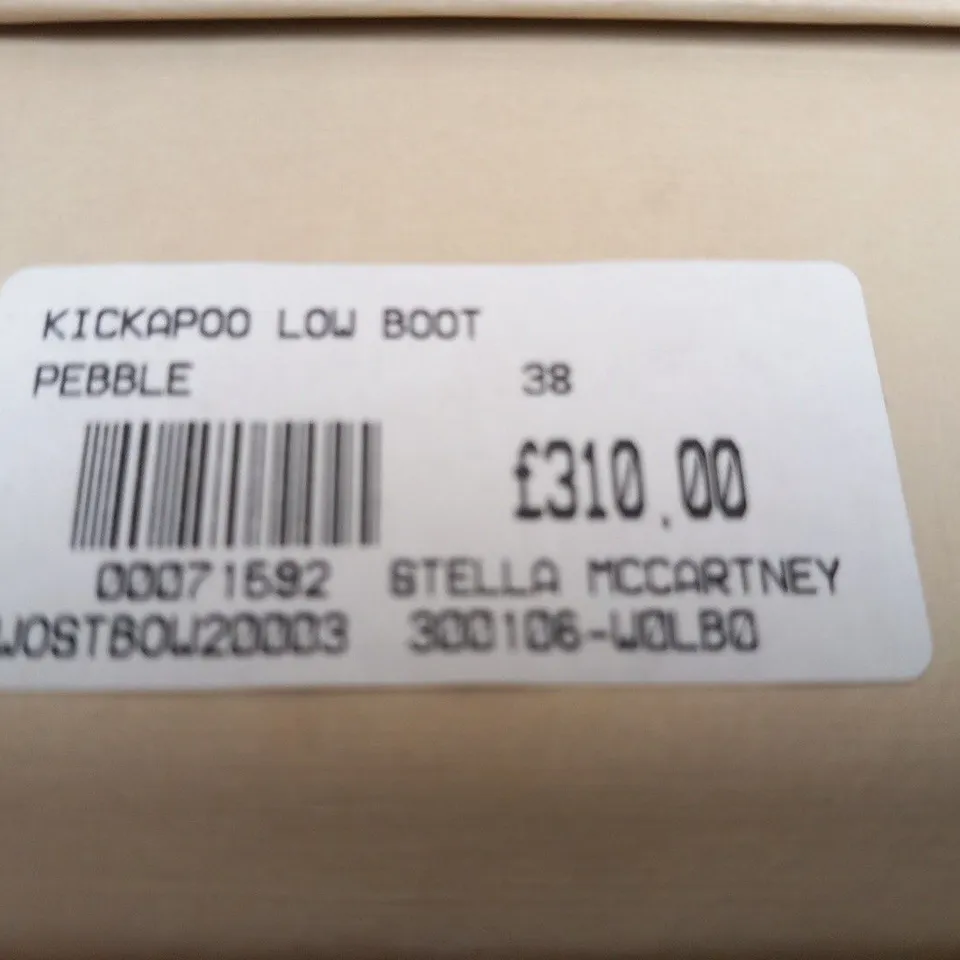 KICKAPOO LOW BOOT
PEBBLE 38
£310.00
00071592 STELLA MCCARTNEY
WOSTBOW20003 300106-W0LB0